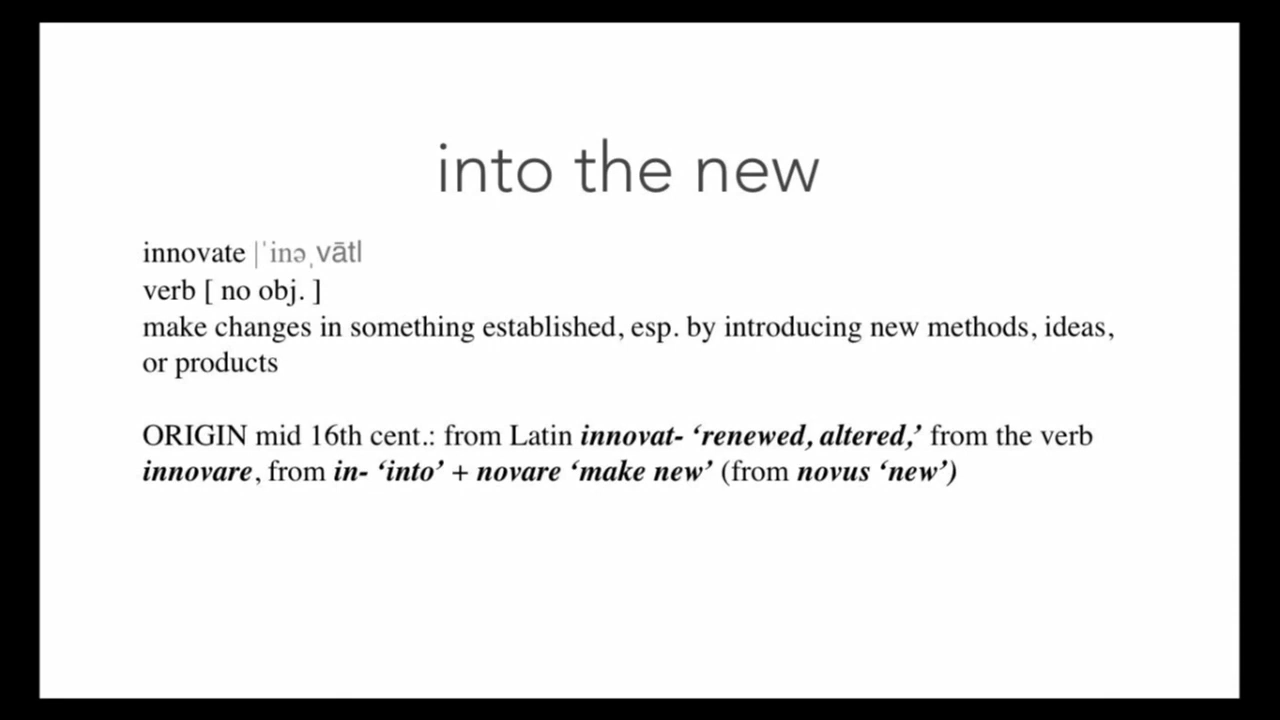 into the new
innovate |ˈinəˌvātl
verb [ no obj. ]
make changes in something established, esp. by introducing new methods, ideas,
or products
ORIGIN mid 16th cent.: from Latin innovat- ‘renewed, altered,’ from the verb
innovare, from in- ‘into’ + novare ‘make new’ (from novus ‘new’)